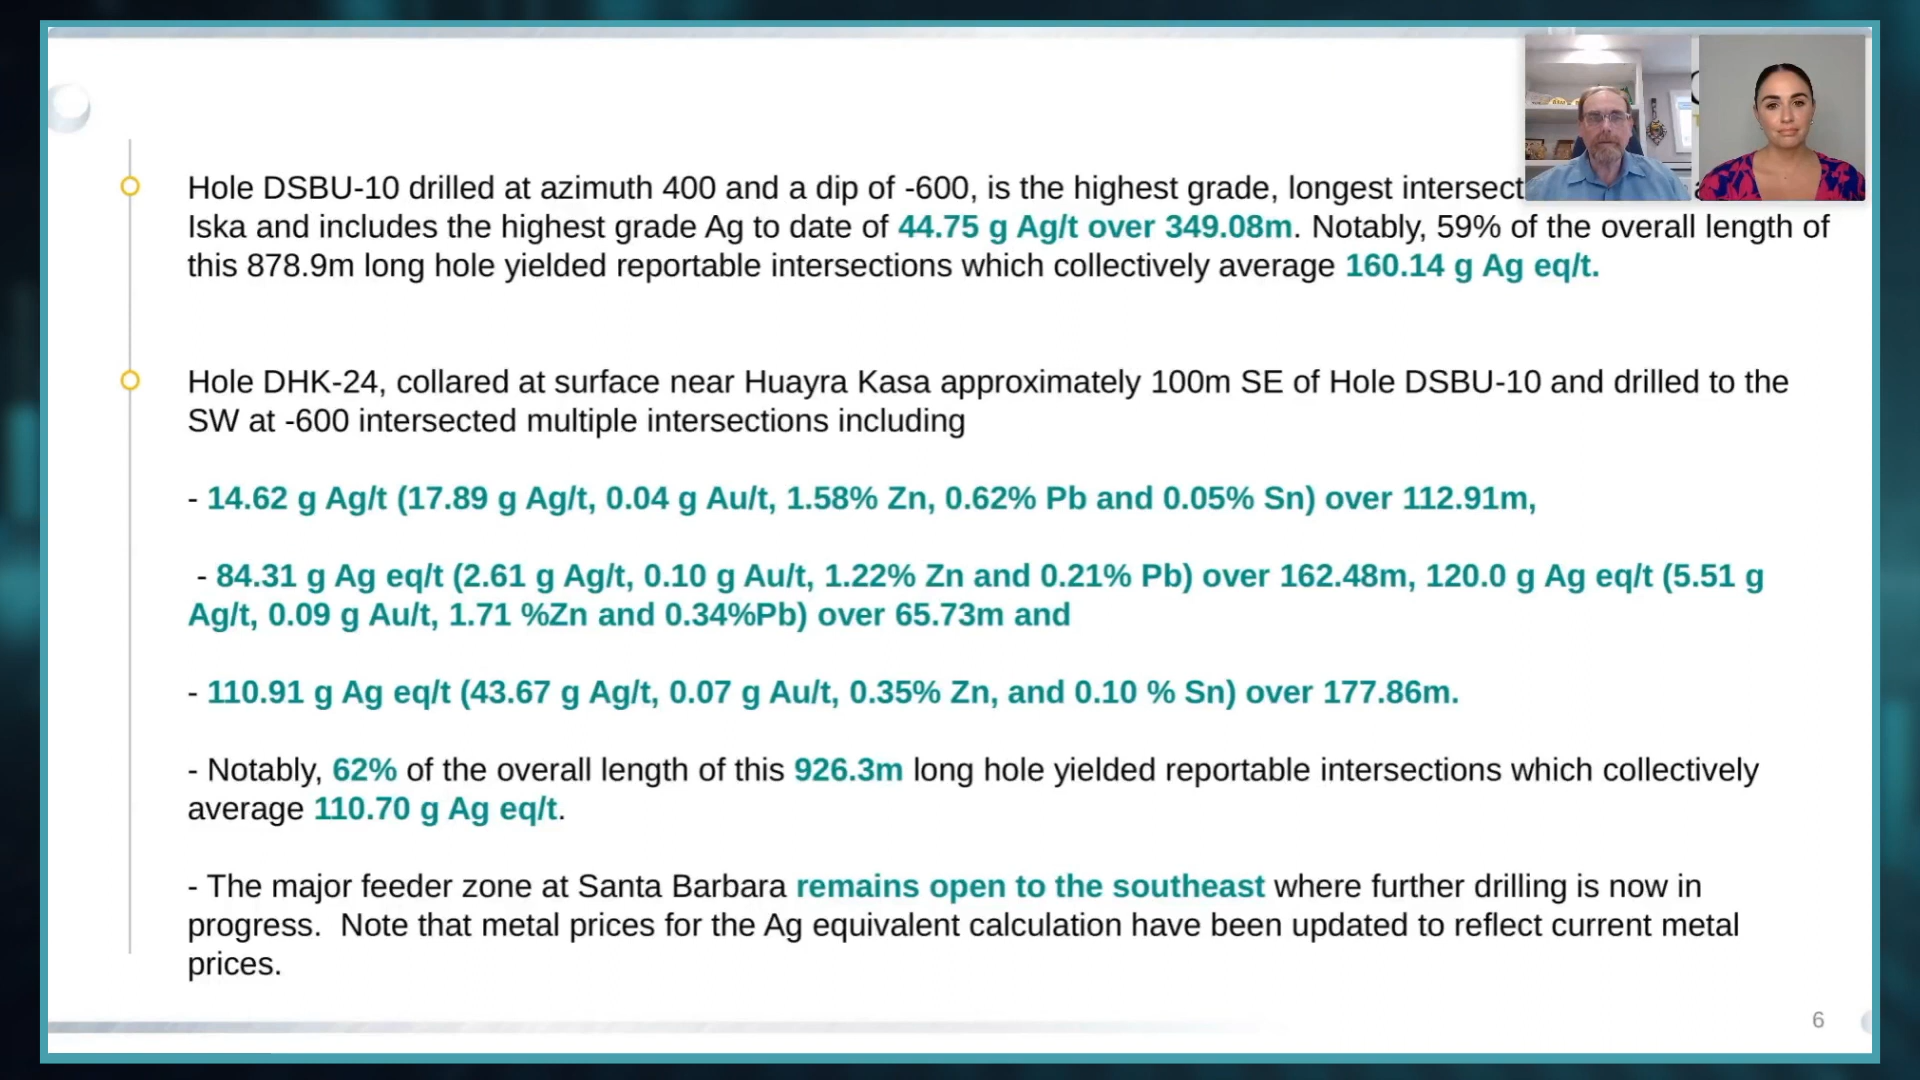 Hole DSBU-10 drilled at azimuth 400 and a dip of -600, is the highest grade, longest
Iska and includes the highest grade Ag to date of 44.75 g Ag/t over 349.08m. Notably, 59% of the overall length of
this 878.9m long hole yielded reportable intersections which collectively average 160.14 g Ag eq/t.
Hole DHK-24, collared at surface near Huayra Kasa approximately 100m SE of Hole DSBU-10 and drilled to the
SW at -600 intersected multiple intersections including
- 14.62 g Ag/t (17.89 g Ag/t, 0.04 g Au/t, 1.58% Zn, 0.62% Pb and 0.05% Sn) over 112.91m,
- 84.31 g Ag eq/t (2.61 g Ag/t, 0.10 g Au/t, 1.22% Zn and 0.21% Pb) over 162.48m, 120.0 g Ag eq/t (5.51 g
Ag/t, 0.09 g Au/t, 1.71 %Zn and 0.34%Pb) over 65.73m and
- 110.91 g Ag eq/t (43.67 g Ag/t, 0.07 g Au/t, 0.35% Zn, and 0.10 % Sn) over 177.86m.
- Notably, 62% of the overall length of this 926.3m long hole yielded reportable intersections which collectively
average 110.70 g Ag eq/t.
- The major feeder zone at Santa Barbara remains open to the southeast where further drilling is now in
progress.  Note that metal prices for the Ag equivalent calculation have been updated to reflect current metal
prices.
6